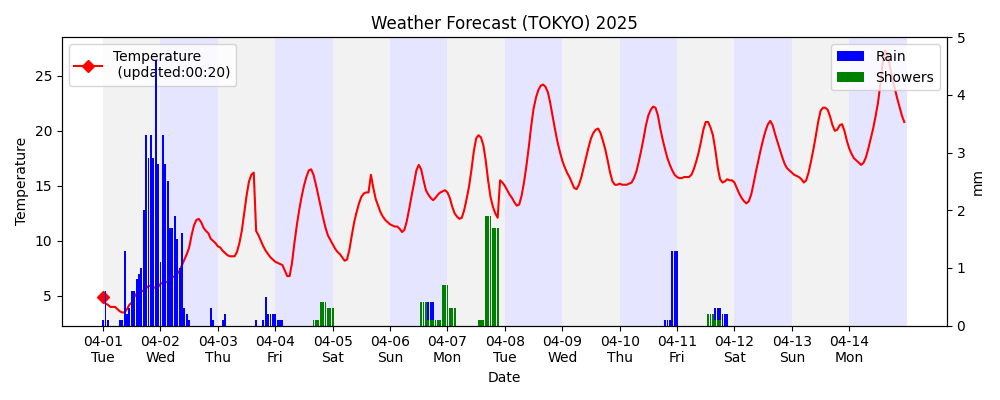 Weather Forecast (TOKYO) 2025
Temperature
(updated:00:20)
Rain
Showers
Temperature
25
20
15
10
5
5
4
3
2
1
0
mm
04-01 04-02 04-03 04-04 04-05 04-06 04-07 04-08 04-09 04-10 04-11 04-12 04-13 04-14
Tue Wed Thu Fri Sat Sun Mon Tue Wed Thu Fri Sat Sun Mon
Date